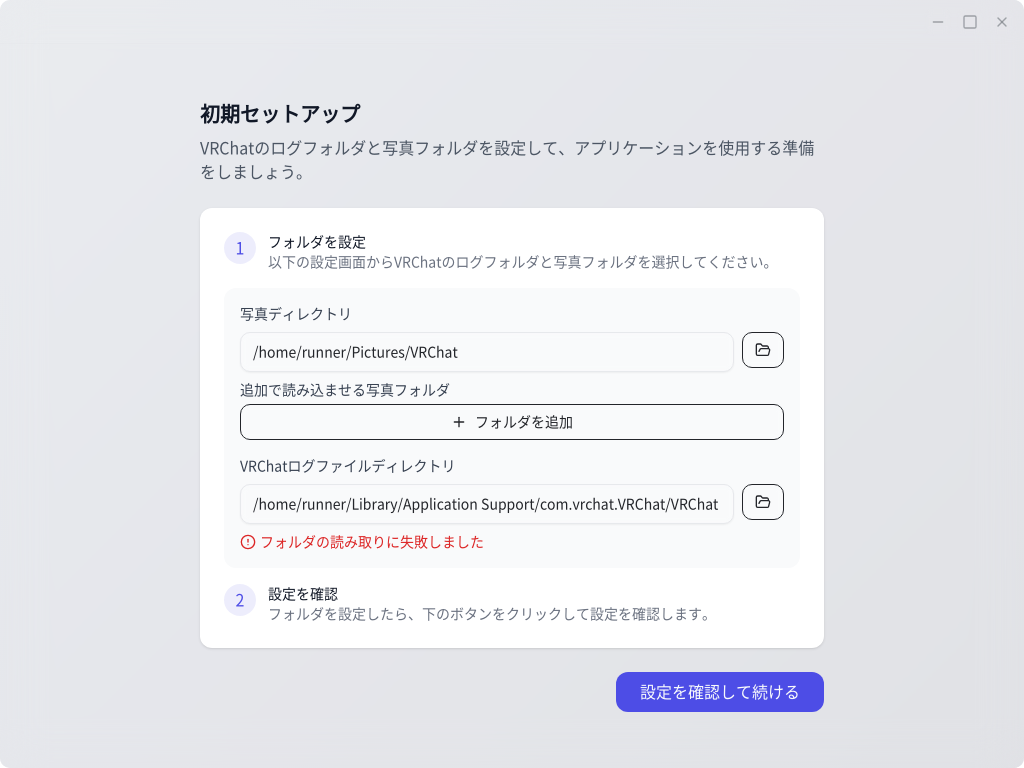 初期セットアップ
VRChatのログフォルダと写真フォルダを設定して、アプリケーションを使用する準備
をしましょう。
1
フォルダを設定
以下の設定画面からVRChatのログフォルダと写真フォルダを選択してください。
写真ディレクトリ
/home/runner/Pictures/VRChat
追加で読み込ませる写真フォルダ
+ フォルダを追加
VRChatログファイルディレクトリ
/home/runner/Library/Application Support/com.vrchat.VRChat/VRChat
フォルダの読み取りに失敗しました
2
設定を確認
フォルダを設定したら、下のボタンをクリックして設定を確認します。
設定を確認して続ける